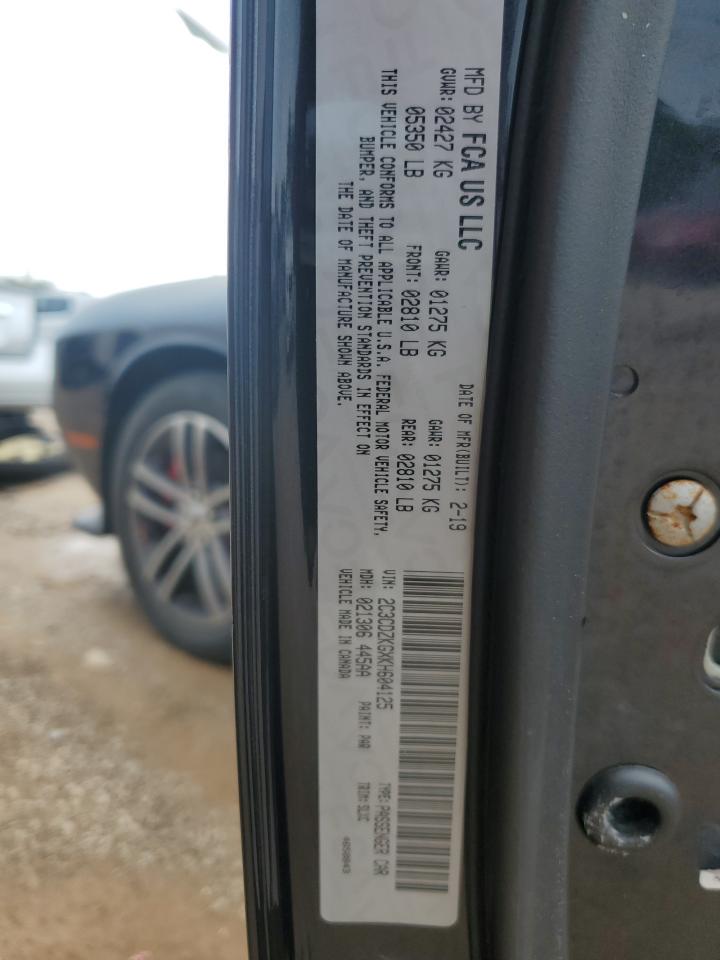 MFD BY FCA US LLC
DATE OF MFR(BUILT): 2-19
GVWR: 02427 KG
GAWR: 01275 KG
GAWR: 01275 KG
05350 LB
FRONT: 02810 LB
REAR: 02810 LB
THIS VEHICLE CONFORMS TO ALL APPLICABLE U.S.A. FEDERAL MOTOR VEHICLE SAFETY,
BUMPER, AND THEFT PREVENTION STANDARDS IN EFFECT ON
THE DATE OF MANUFACTURE SHOWN ABOVE.
VIN: 2C3CDZKGXKH604125
TYPE: PASSENGER CAR
MDH: 021306 445AA
PAINT: PAR
TRIM: SLXC
VEHICLE MADE IN CANADA